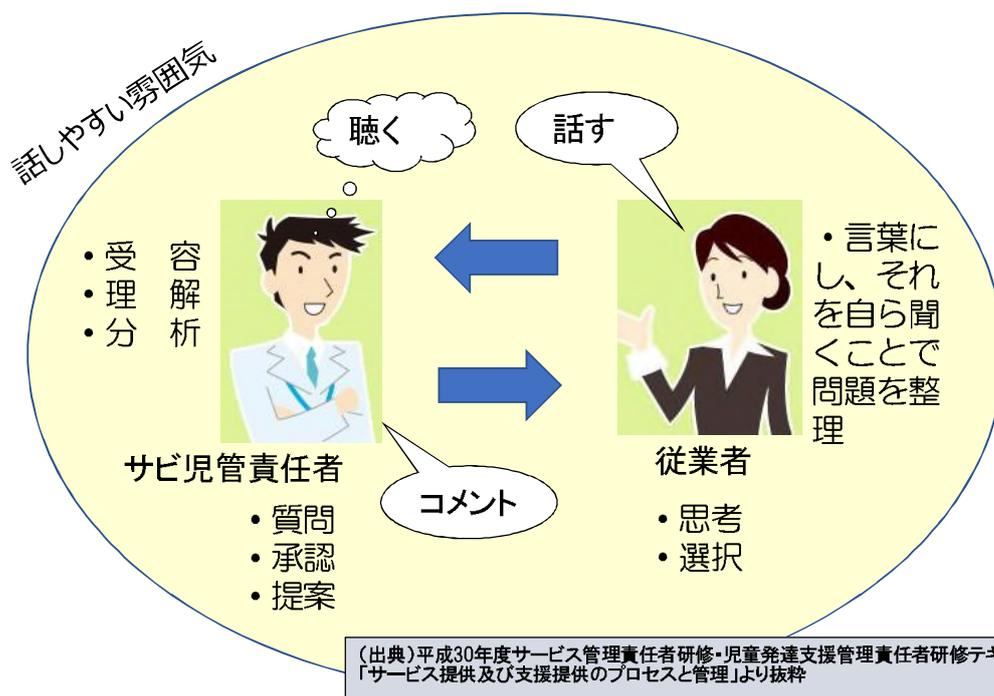 話しやすい雰囲気
聴く
話す
・受　容
・理　解
・分　析
・言葉に
し、それ
を自ら聞
くことで
問題を整
理
サビ児管責任者
従業者
コメント
・質問
・承認
・提案
・思考
・選択
(出典)平成30年度サービス管理責任者研修・児童発達支援管理責任者研修テキ
「サービス提供及び支援提供のプロセスと管理」より抜粋